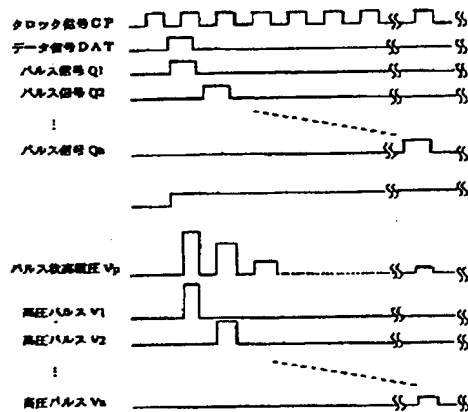 クロック信号CP
データ信号DAT
パルス信号Q1
パルス信号Q2
⋮
パルス信号Qn
パルス状高電圧Vp
高圧パルスV1
高圧パルスV2
⋮
高圧パルスVn